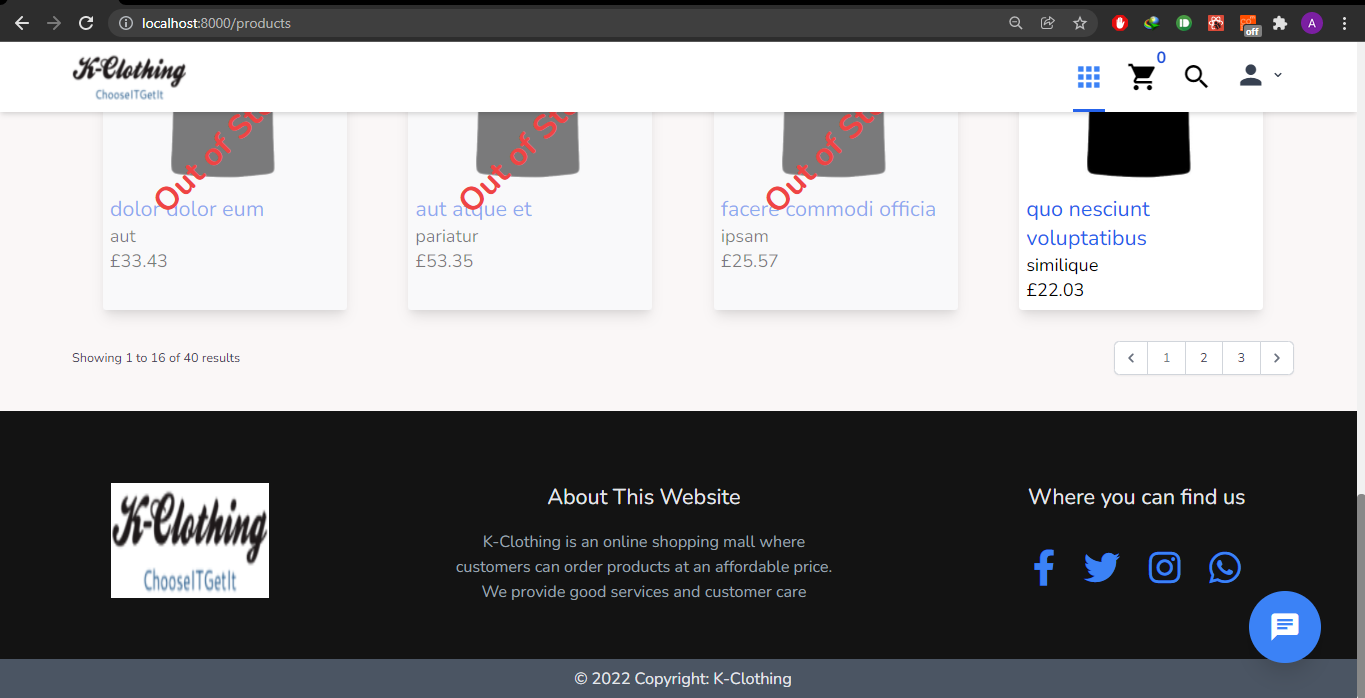 localhost:8000/products
off
A
K-Clothing
ChooseITGetIt
0
Out of
Out of
Out of
dolor dolor eum
aut atque et
facere commodi officia
quo nesciunt
voluptatibus
aut
pariatur
ipsam
similique
£33.43
£53.35
£25.57
£22.03
Showing 1 to 16 of 40 results
1
2
3
K-Clothing
ChooseITGetIt
About This Website
K-Clothing is an online shopping mall where
customers can order products at an affordable price.
We provide good services and customer care
Where you can find us
© 2022 Copyright: K-Clothing